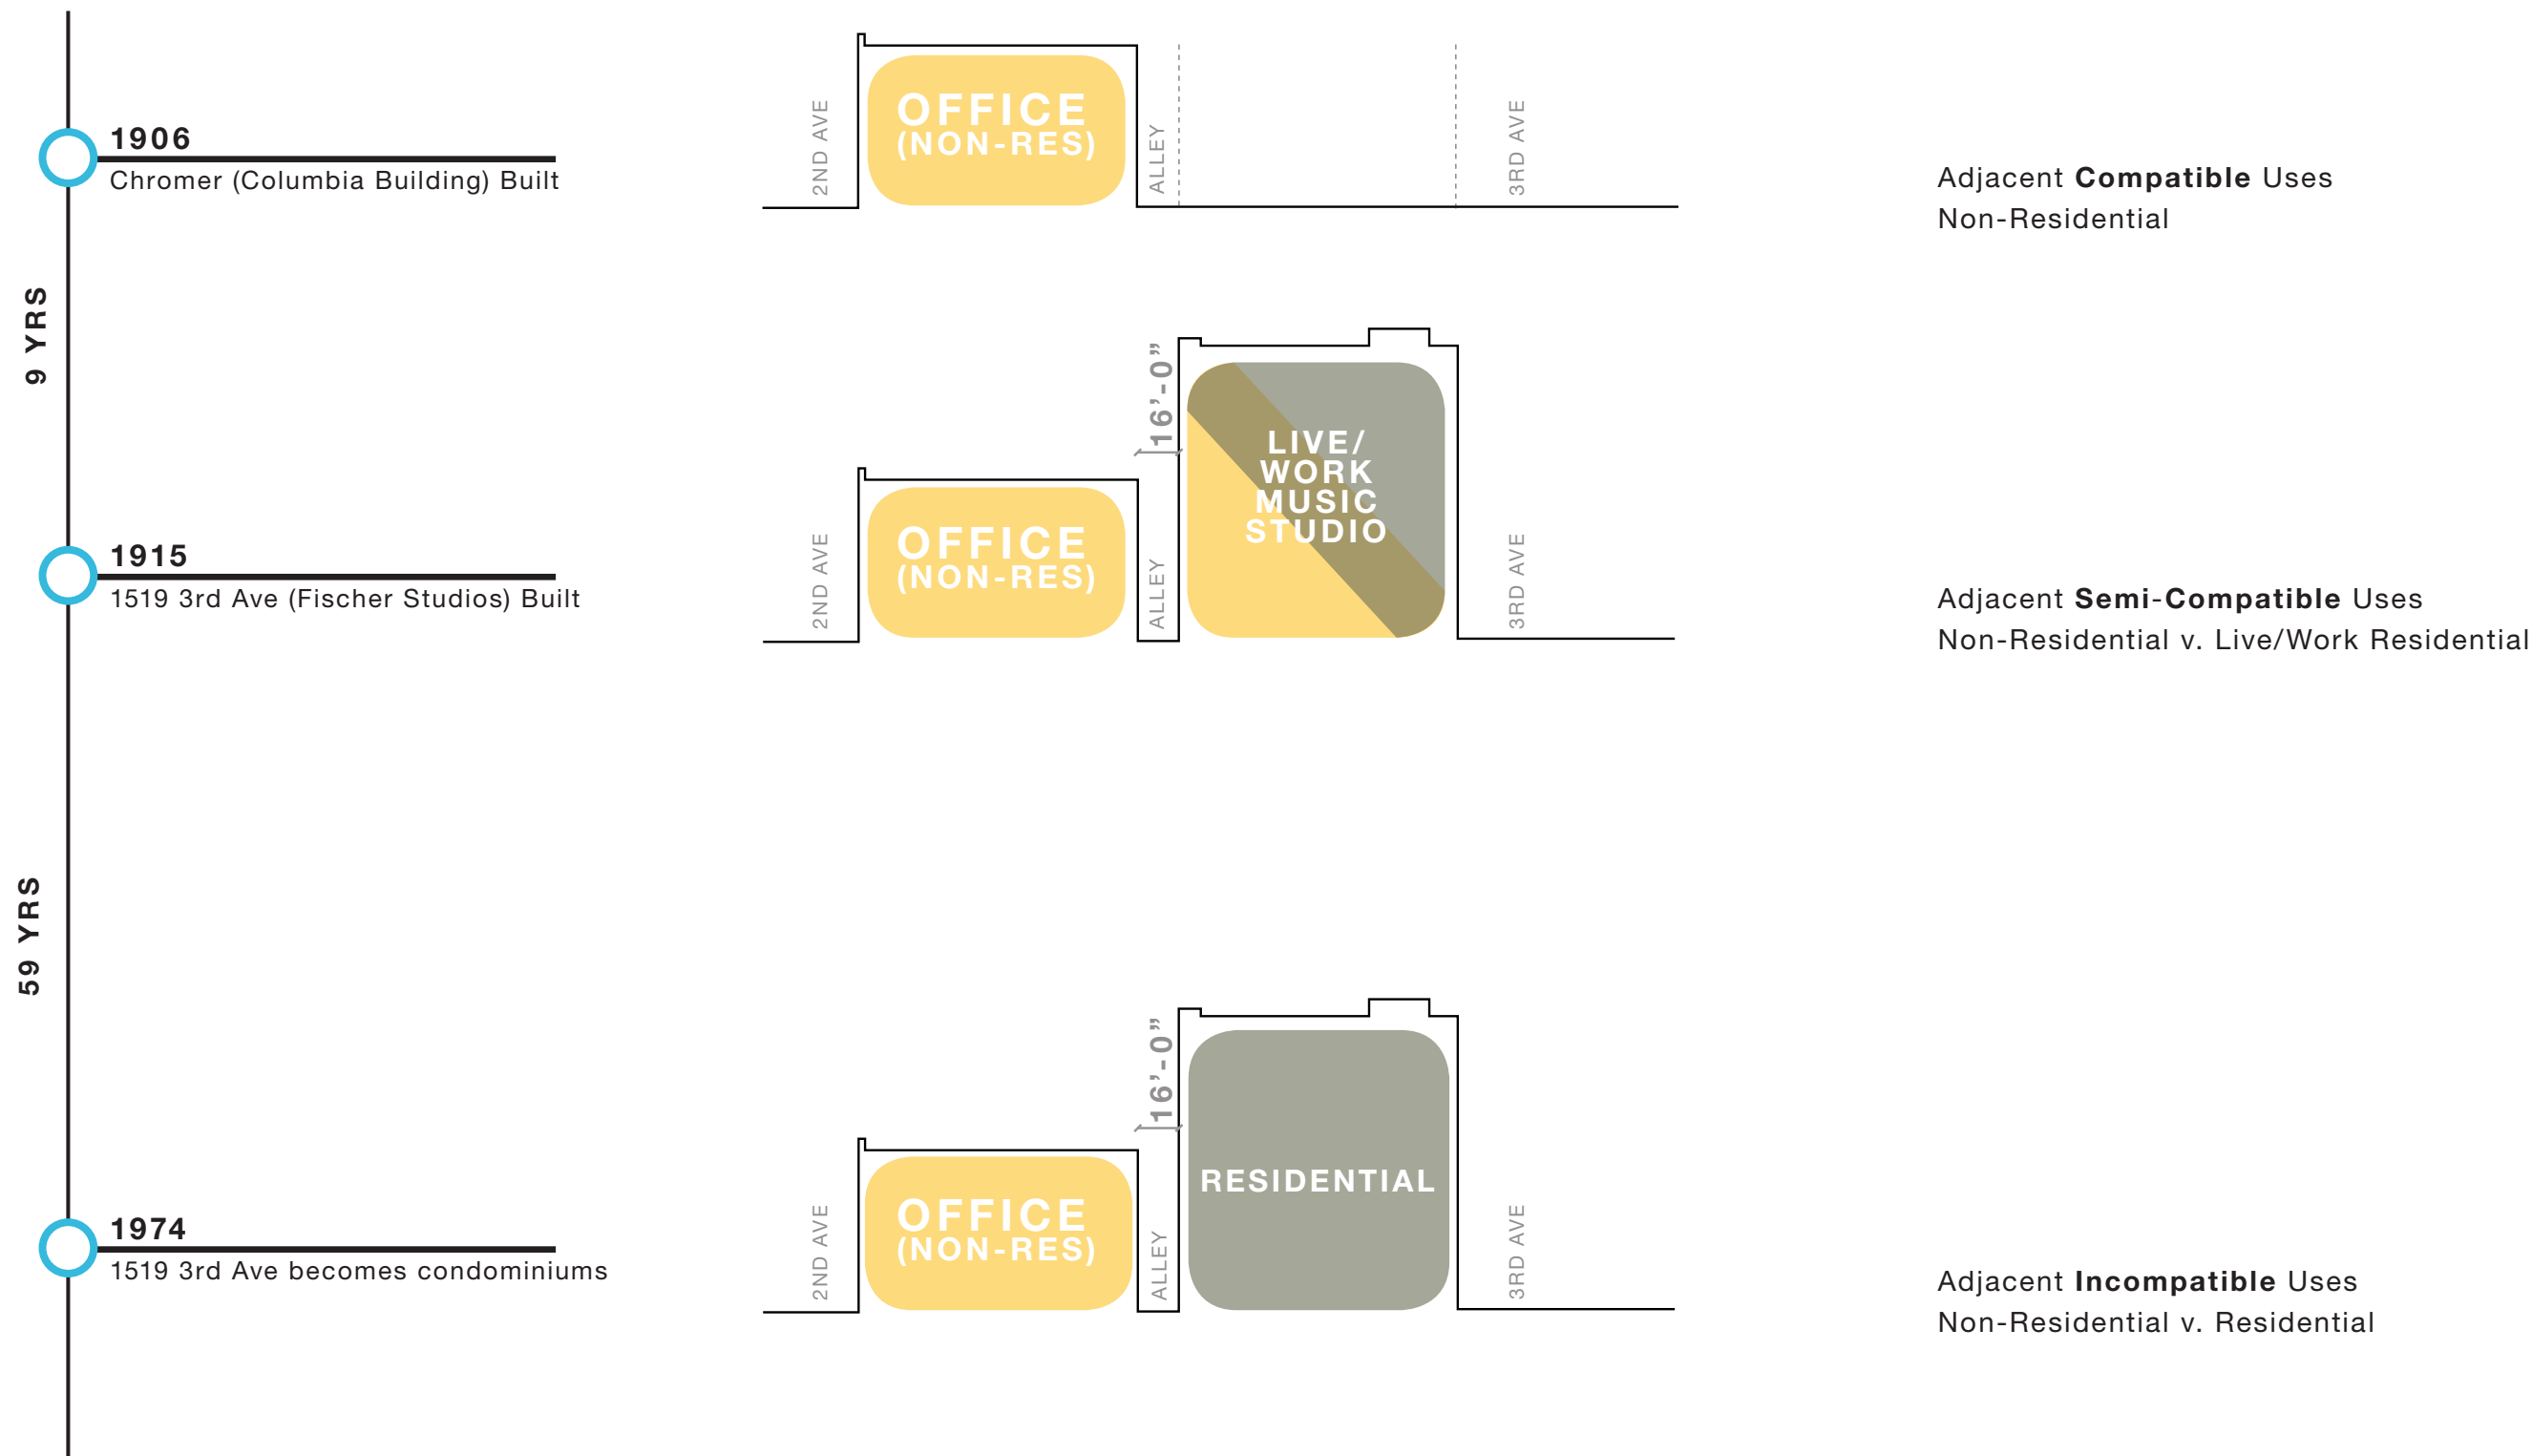 1906
Chromer (Columbia Building) Built
2ND AVE
OFFICE
(NON-RES)
ALLEY
3RD AVE
Adjacent Compatible Uses
Non-Residential
9 YRS
1915
1519 3rd Ave (Fischer Studios) Built
2ND AVE
OFFICE
(NON-RES)
ALLEY
16’-0”
LIVE/
WORK
MUSIC
STUDIO
3RD AVE
Adjacent Semi-Compatible Uses
Non-Residential v. Live/Work Residential
59 YRS
1974
1519 3rd Ave becomes condominiums
2ND AVE
OFFICE
(NON-RES)
ALLEY
16’-0”
RESIDENTIAL
3RD AVE
Adjacent Incompatible Uses
Non-Residential v. Residential